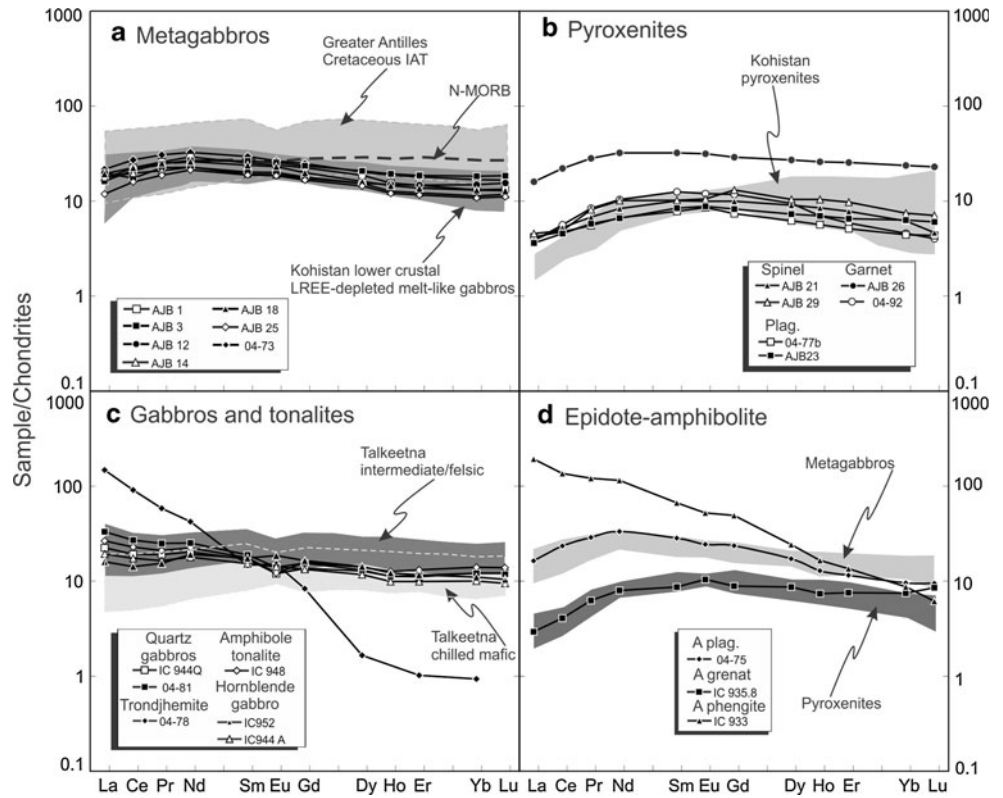 Sample/Chondrites
1000
100
10
1
0.1
a Metagabbros
Greater Antilles
Cretaceous IAT
N-MORB
Kohistan lower crustal
LREE-depleted melt-like gabbros
AJB 1
AJB 3
AJB 12
AJB 14
AJB 18
AJB 25
04-73
b Pyroxenites
Kohistan
pyroxenites
Spinel
AJB 21
AJB 29
Garnet
AJB 26
04-92
Plag.
04-77b
AJB23
1000
100
10
1
0.1
1000
100
10
1
0.1
c Gabbros and tonalites
Talkeetna
intermediate/felsic
Talkeetna
chilled mafic
Quartz
gabbros
IC 944Q
04-81
Trondjhemite
04-78
Amphibole
tonalite
IC 948
Hornblende
gabbro
IC952
IC944 A
d Epidote-amphibolite
Metagabbros
Pyroxenites
A plag.
04-75
A grenat
IC 935.8
A phengite
IC 933
1000
100
10
1
0.1
La Ce Pr Nd Sm Eu Gd Dy Ho Er Yb Lu
La Ce Pr Nd Sm Eu Gd Dy Ho Er Yb Lu